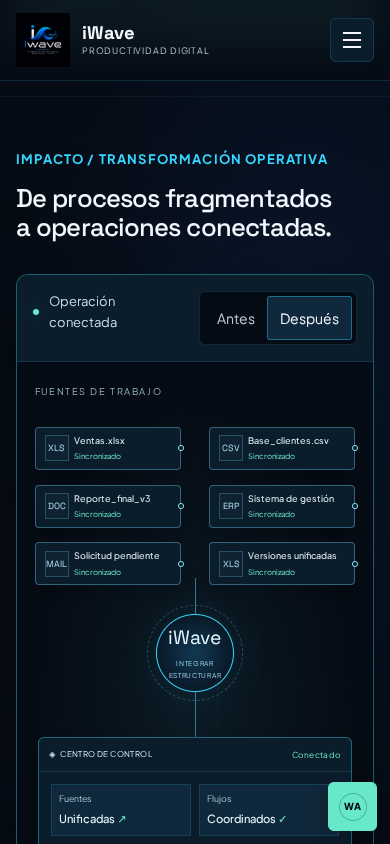 iwave
iWave
PRODUCTIVIDAD DIGITAL
IMPACTO / TRANSFORMACIÓN OPERATIVA
De procesos fragmentados
a operaciones conectadas.
Operación
conectada
Antes
Después
FUENTES DE TRABAJO
XLS
Ventas.xlsx
Sincronizado
CSV
Base_clientes.csv
Sincronizado
DOC
Reporte_final_v3
Sincronizado
ERP
Sistema de gestión
Sincronizado
MAIL
Solicitud pendiente
Sincronizado
XLS
Versiones unificadas
Sincronizado
iWave
INTEGRAR
ESTRUCTURAR
◈ CENTRO DE CONTROL
Conectado
Fuentes
Unificadas ↗
Flujos
Coordinados ✓
WA